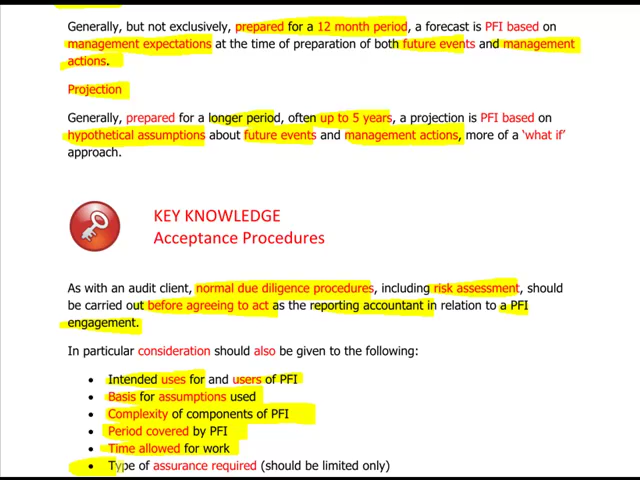 Generally, but not exclusively, prepared for a 12 month period, a forecast is PFI based on
management expectations at the time of preparation of both future events and management
actions.
Projection
Generally, prepared for a longer period, often up to 5 years, a projection is PFI based on
hypothetical assumptions about future events and management actions, more of a ‘what if’
approach.
KEY KNOWLEDGE
Acceptance Procedures
As with an audit client, normal due diligence procedures, including risk assessment, should
be carried out before agreeing to act as the reporting accountant in relation to a PFI
engagement.
In particular consideration should also be given to the following:
• Intended uses for and users of PFI
• Basis for assumptions used
• Complexity of components of PFI
• Period covered by PFI
• Time allowed for work
• Type of assurance required (should be limited only)